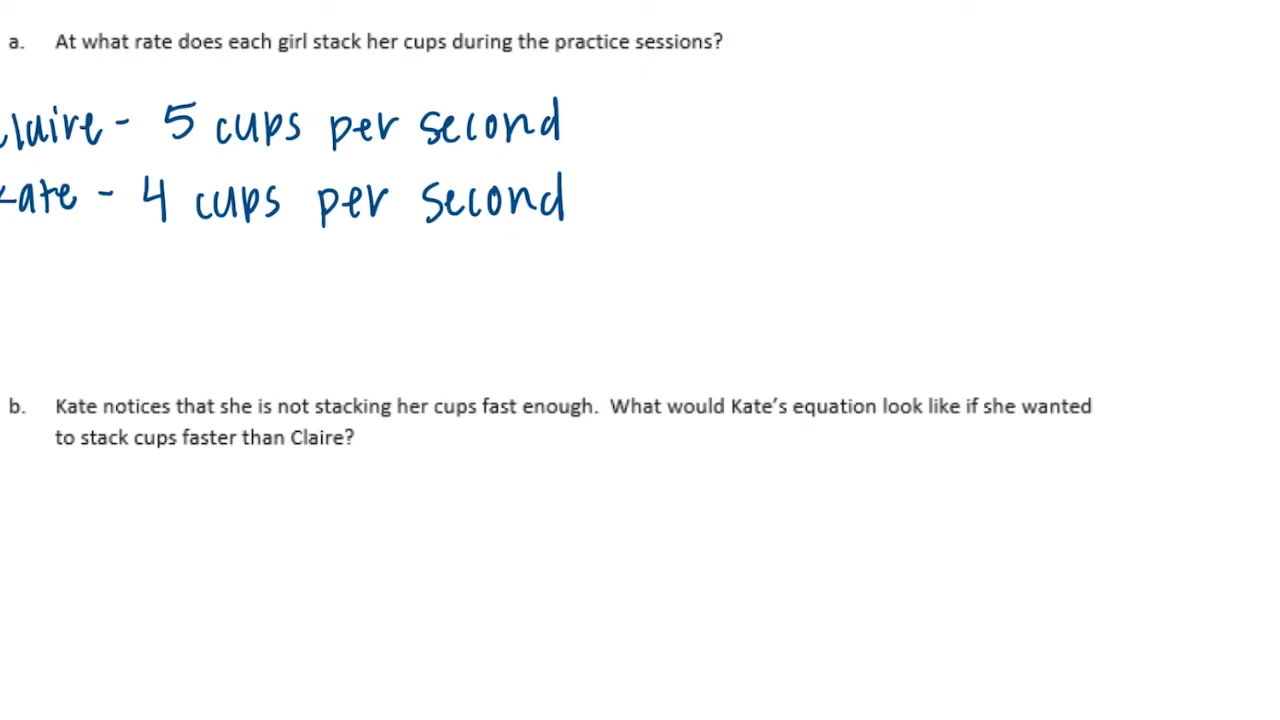 a. At what rate does each girl stack her cups during the practice sessions?
Claire - 5 cups per second
Kate - 4 cups per second
b. Kate notices that she is not stacking her cups fast enough. What would Kate's equation look like if she wanted
to stack cups faster than Claire?